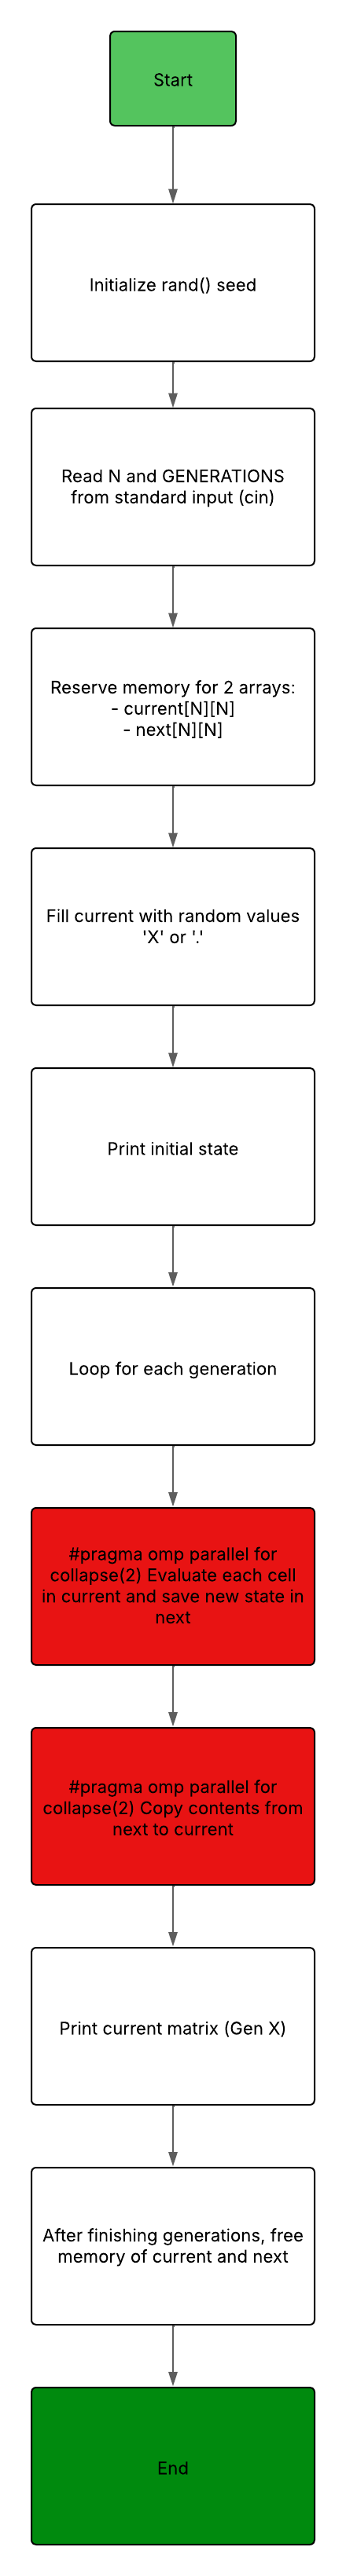 Start
Initialize rand() seed
Read N and GENERATIONS
from standard input (cin)
Reserve memory for 2 arrays:
- current[N][N]
- next[N][N]
Fill current with random values
'X' or '.'
Print initial state
Loop for each generation
#pragma omp parallel for
collapse(2) Evaluate each cell
in current and save new state in
next
#pragma omp parallel for
collapse(2) Copy contents from
next to current
Print current matrix (Gen X)
After finishing generations, free
memory of current and next
End